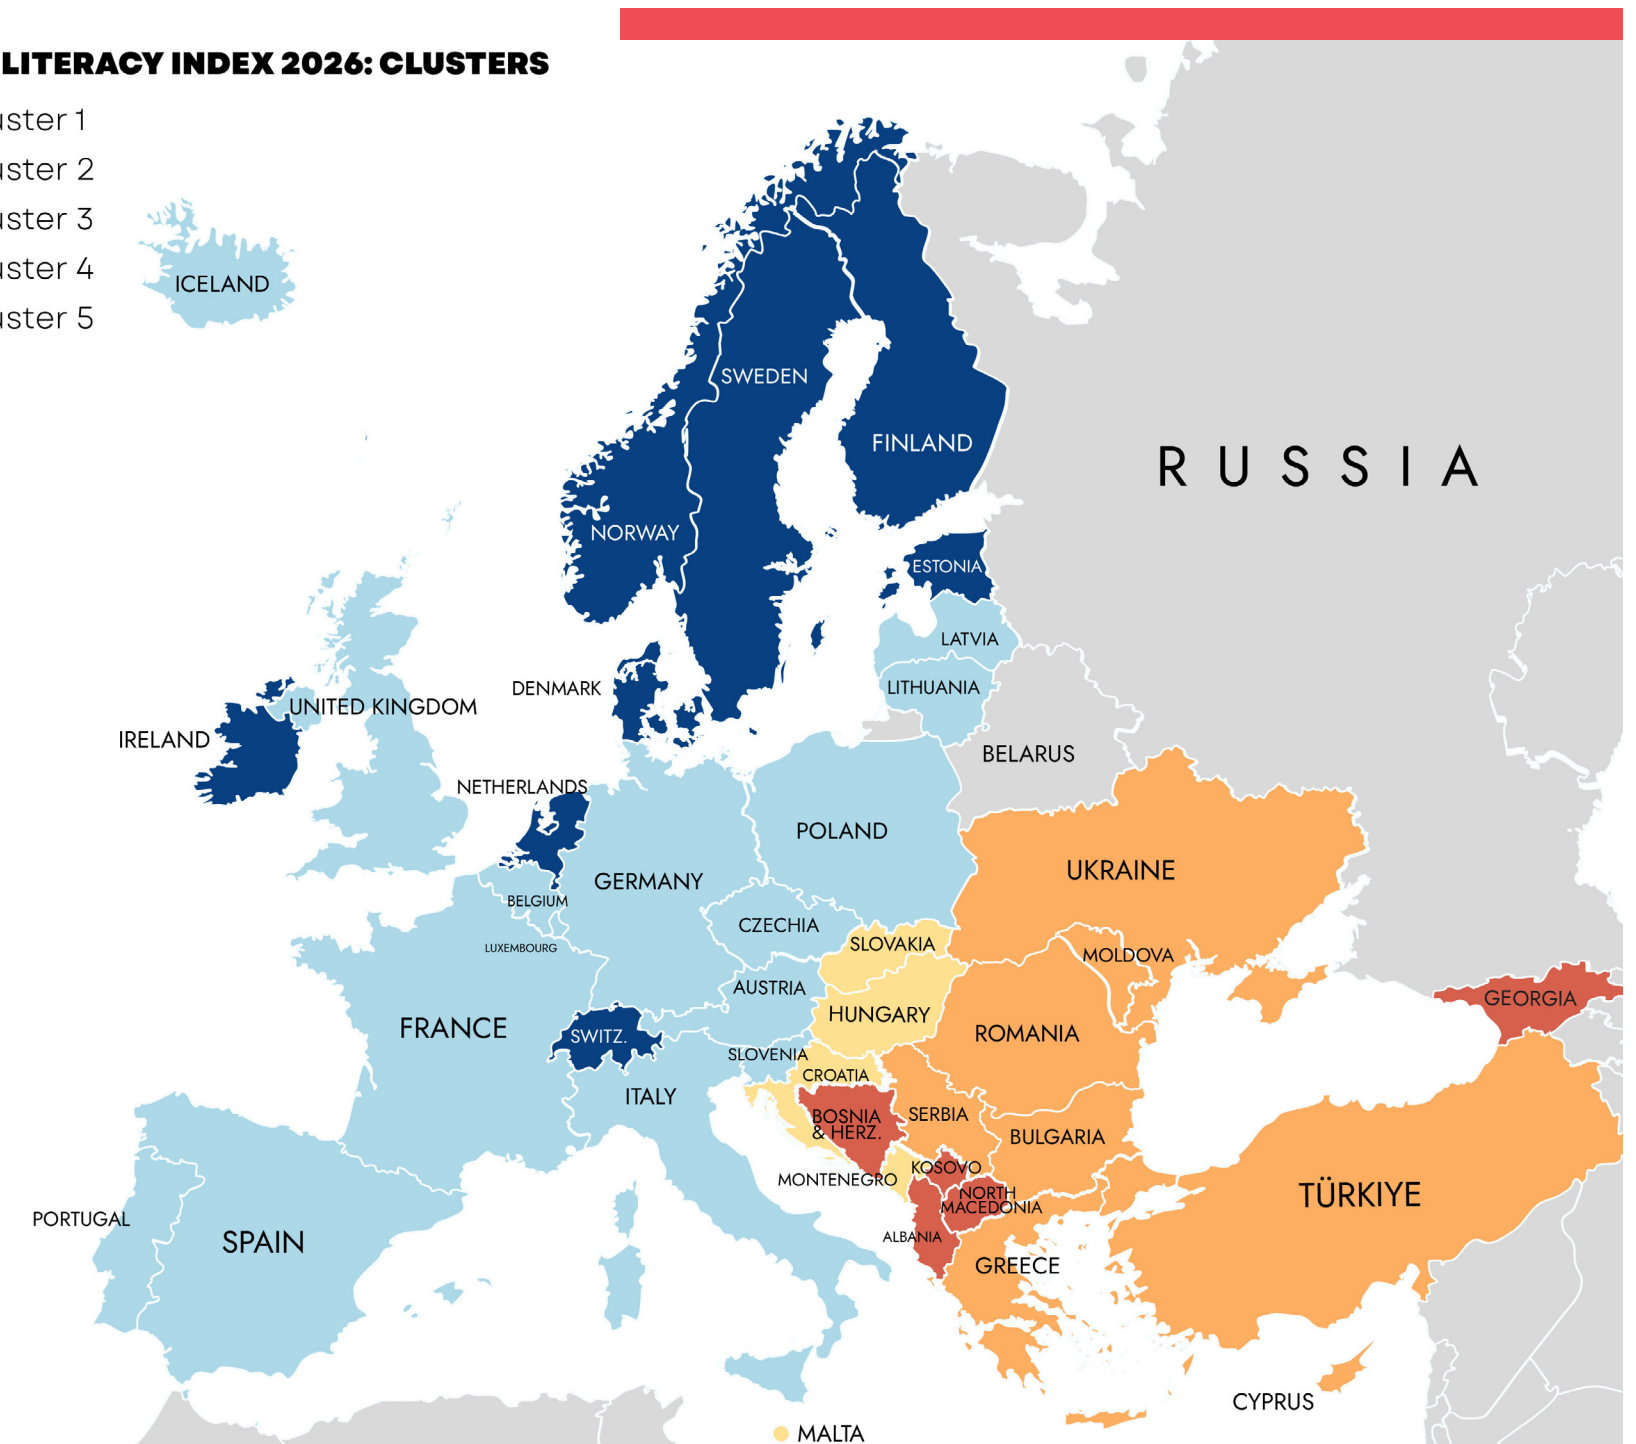 LITERACY INDEX 2026: CLUSTERS
uster 1
uster 2
uster 3
uster 4
uster 5
ICELAND
SWEDEN
FINLAND
RUSSIA
NORWAY
ESTONIA
LATVIA
DENMARK
LITHUANIA
UNITED KINGDOM
IRELAND
BELARUS
NETHERLANDS
POLAND
UKRAINE
GERMANY
BELGIUM
CZECHIA
SLOVAKIA
LUXEMBOURG
MOLDOVA
AUSTRIA
GEORGIA
HUNGARY
FRANCE
ROMANIA
SWITZ.
SLOVENIA
CROATIA
ITALY
BOSNIA
& HERZ.
SERBIA
BULGARIA
KOSOVO
MONTENEGRO
NORTH
MACEDONIA
TÜRKIYE
PORTUGAL
SPAIN
ALBANIA
GREECE
CYPRUS
MALTA